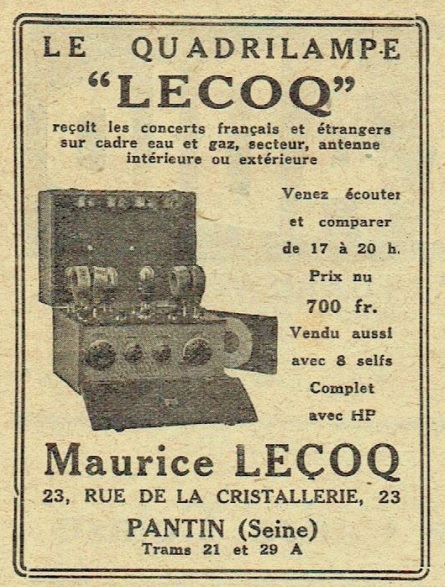 LE QUADRILAMPE
"LECOQ"
reçoit les concerts français et étrangers
sur cadre eau et gaz, secteur, antenne
intérieure ou extérieure
Venez écouter
et comparer
de 17 à 20 h.
Prix nu
700 fr.
Vendu aussi
avec 8 selfs
Complet
avec HP
Maurice LEÇOQ
23, RUE DE LA CRISTALLERIE, 23
PANTIN (Seine)
Trams 21 et 29 A